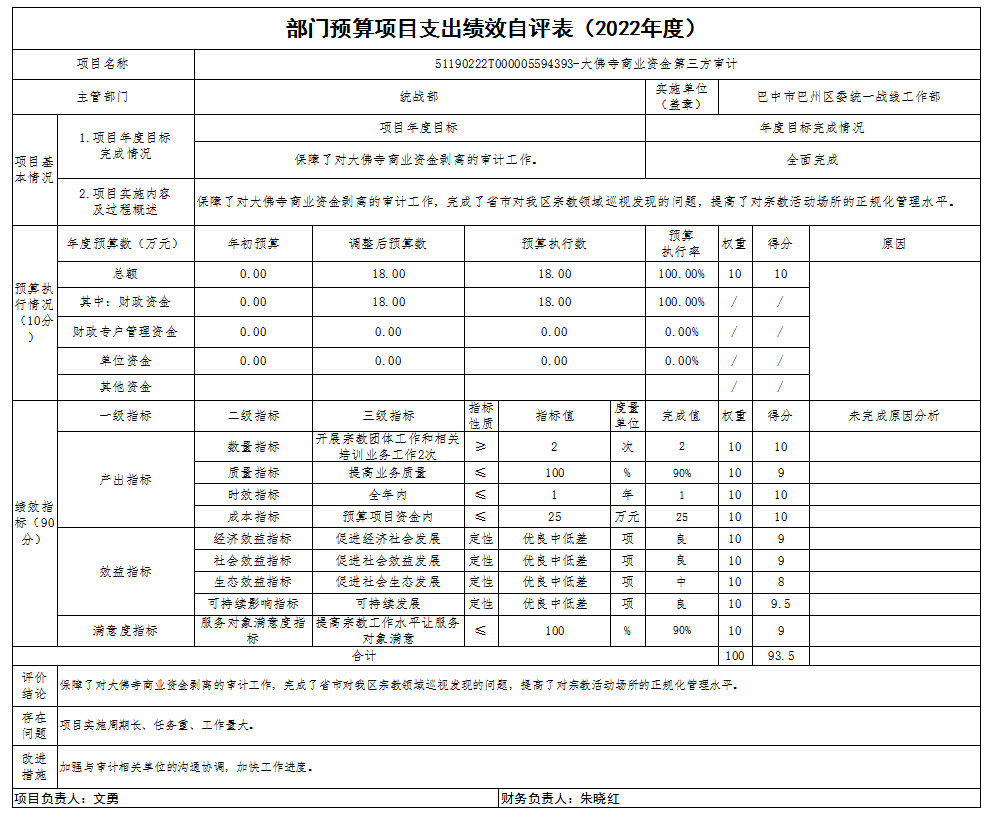 部门预算项目支出绩效自评表（2022年度）
项目名称 51190222T000005594393-大佛寺商业资金第三方审计
主管部门 统战部 实施单位（盖章） 巴中市巴州区委统一战线工作部
项目基本情况 1.项目年度目标完成情况 项目年度目标 年度目标完成情况
保障了对大佛寺商业资金剥离的审计工作。 全面完成
2.项目实施内容及过程概述 保障了对大佛寺商业资金剥离的审计工作，完成了省市对我区宗教领域巡视发现的问题，提高了对宗教活动场所的正规化管理水平。
预算执行情况（10分） 年度预算数（万元） 年初预算 调整后预算数 预算执行数 预算执行率 权重 得分 原因
总额 0.00 18.00 18.00 100.00% 10 10
其中：财政资金 0.00 18.00 18.00 100.00% / /
财政专户管理资金 0.00 0.00 0.00 0.00% / /
单位资金 0.00 0.00 0.00 0.00% / /
其他资金 / /
绩效指标（90分） 一级指标 二级指标 三级指标 指标性质 指标值 度量单位 完成值 权重 得分 未完成原因分析
产出指标 数量指标 开展宗教团体工作和相关培训业务工作2次 ≥ 2 次 2 10 10
质量指标 提高业务质量 ≤ 100 % 90% 10 9
时效指标 全年内 ≤ 1 年 1 10 10
成本指标 预算项目资金内 ≤ 25 万元 25 10 10
效益指标 经济效益指标 促进经济社会发展 定性 优良中低差 项 良 10 9
社会效益指标 促进社会效益发展 定性 优良中低差 项 良 10 9
生态效益指标 促进社会生态发展 定性 优良中低差 项 中 10 8
可持续影响指标 可持续发展 定性 优良中低差 项 良 10 9.5
满意度指标 服务对象满意度指标 提高宗教工作水平让服务对象满意 ≤ 100 % 90% 10 9
合计 100 93.5
评价结论 保障了对大佛寺商业资金剥离的审计工作，完成了省市对我区宗教领域巡视发现的问题，提高了对宗教活动场所的正规化管理水平。
存在问题 项目实施周期长、任务重、工作量大。
改进措施 加强与审计相关单位的沟通协调，加快工作进度。
项目负责人：文勇 财务负责人：朱晓红